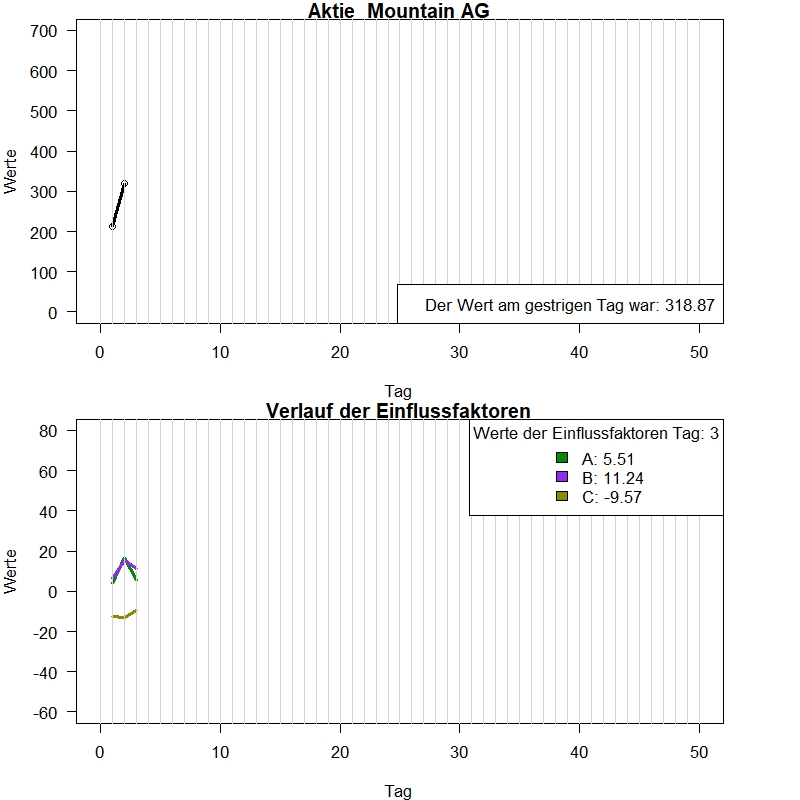 Aktie  Mountain AG
700
600
500
400
300
200
100
0
Werte
Der Wert am gestrigen Tag war: 318.87
0 10 20 30 40 50
Tag
Verlauf der Einflussfaktoren
80
60
40
20
0
-20
-40
-60
Werte
Werte der Einflussfaktoren Tag: 3
A: 5.51
B: 11.24
C: -9.57
0 10 20 30 40 50
Tag